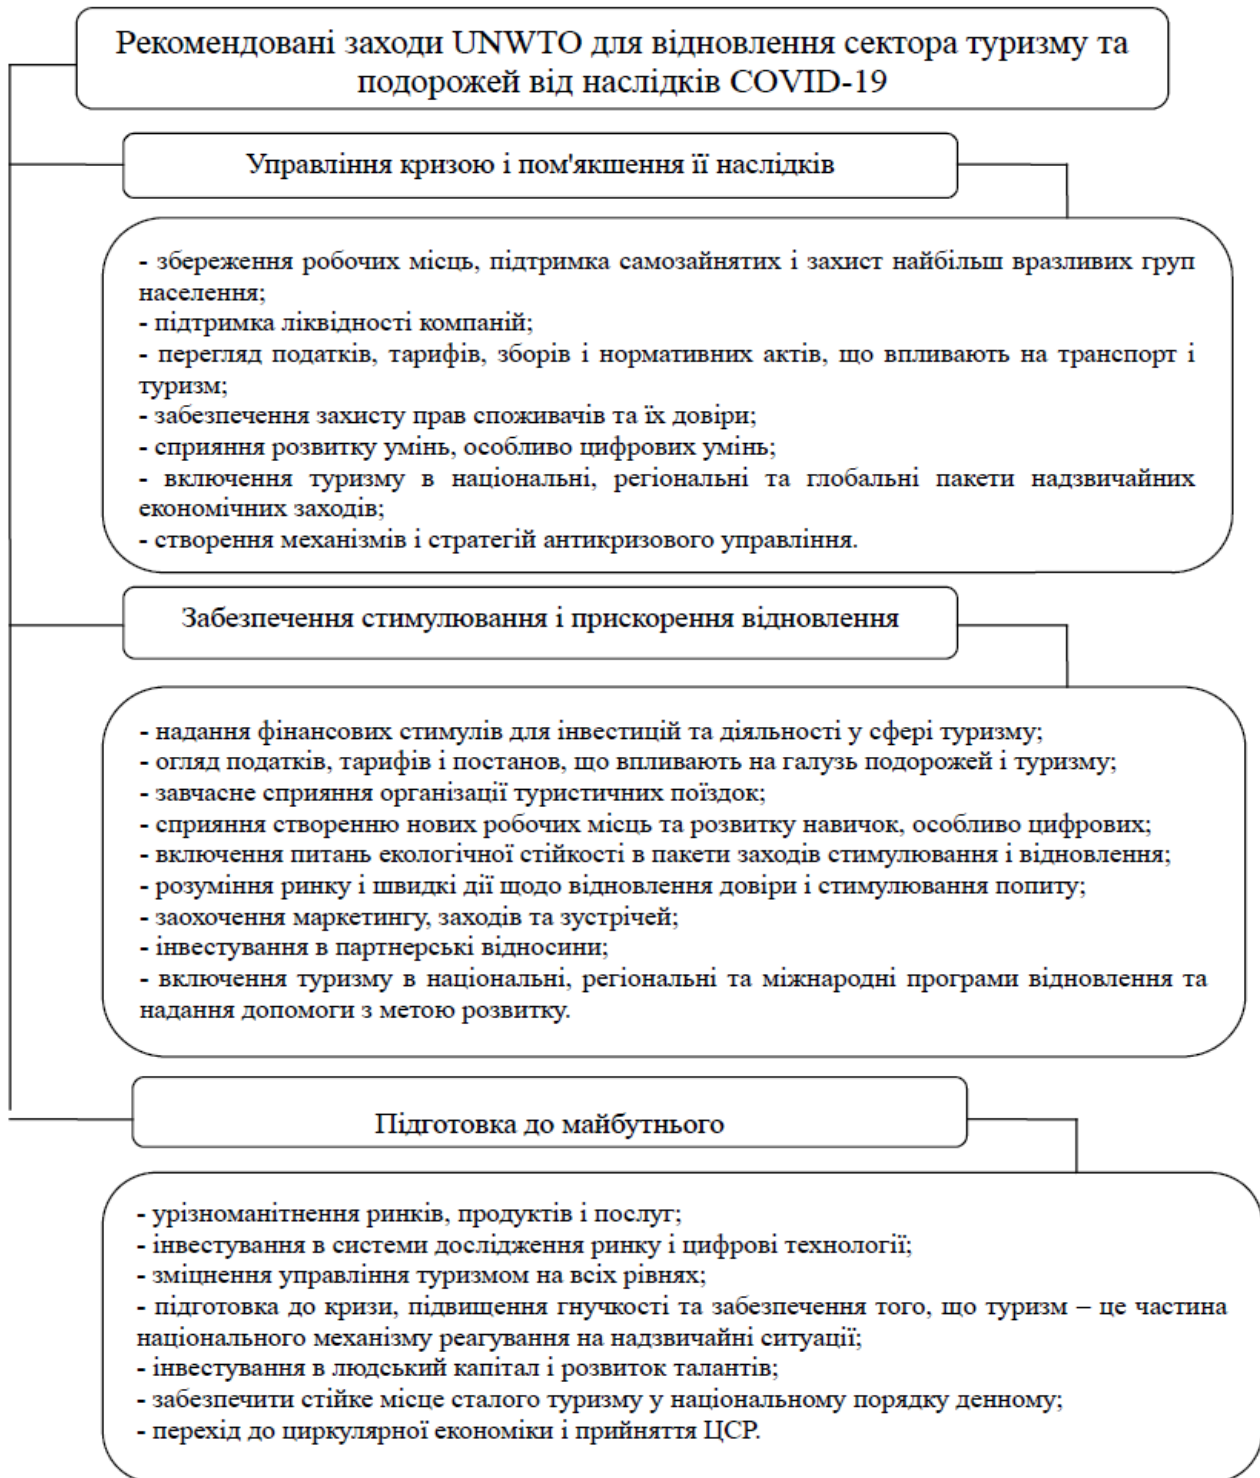 Рекомендовані заходи UNWTO для відновлення сектора туризму та
подорожей від наслідків COVID-19
Управління кризою і пом'якшення її наслідків
- збереження робочих місць, підтримка самозайнятих і захист найбільш вразливих груп
населення;
- підтримка ліквідності компаній;
- перегляд податків, тарифів, зборів і нормативних актів, що впливають на транспорт і
туризм;
- забезпечення захисту прав споживачів та їх довіри;
- сприяння розвитку умінь, особливо цифрових умінь;
- включення туризму в національні, регіональні та глобальні пакети надзвичайних
економічних заходів;
- створення механізмів і стратегій антикризового управління.
Забезпечення стимулювання і прискорення відновлення
- надання фінансових стимулів для інвестицій та діяльності у сфері туризму;
- огляд податків, тарифів і постанов, що впливають на галузь подорожей і туризму;
- завчасне сприяння організації туристичних поїздок;
- сприяння створенню нових робочих місць та розвитку навичок, особливо цифрових;
- включення питань екологічної стійкості в пакети заходів стимулювання і відновлення;
- розуміння ринку і швидкі дії щодо відновлення довіри і стимулювання попиту;
- заохочення маркетингу, заходів та зустрічей;
- інвестування в партнерські відносини;
- включення туризму в національні, регіональні та міжнародні програми відновлення та
надання допомоги з метою розвитку.
Підготовка до майбутнього
- урізноманітнення ринків, продуктів і послуг;
- інвестування в системи дослідження ринку і цифрові технології;
- зміцнення управління туризмом на всіх рівнях;
- підготовка до кризи, підвищення гнучкості та забезпечення того, що туризм – це частина
національного механізму реагування на надзвичайні ситуації;
- інвестування в людський капітал і розвиток талантів;
- забезпечити стійке місце сталого туризму у національному порядку денному;
- перехід до циркулярної економіки і прийняття ЦСР.